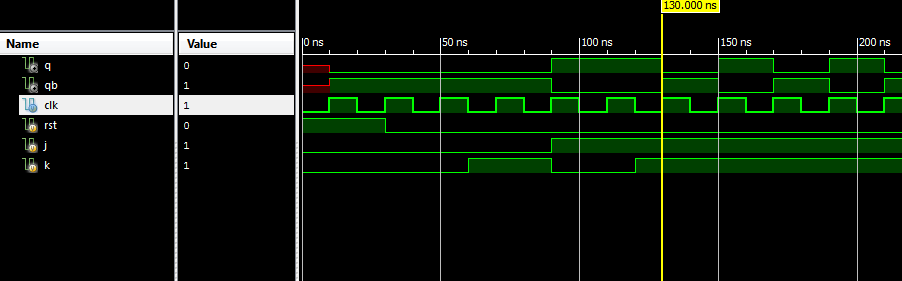 130.000 ns
Name Value 0 ns 50 ns 100 ns 150 ns 200 ns
q 0
qb 1
clk 1
rst 0
j 1
k 1